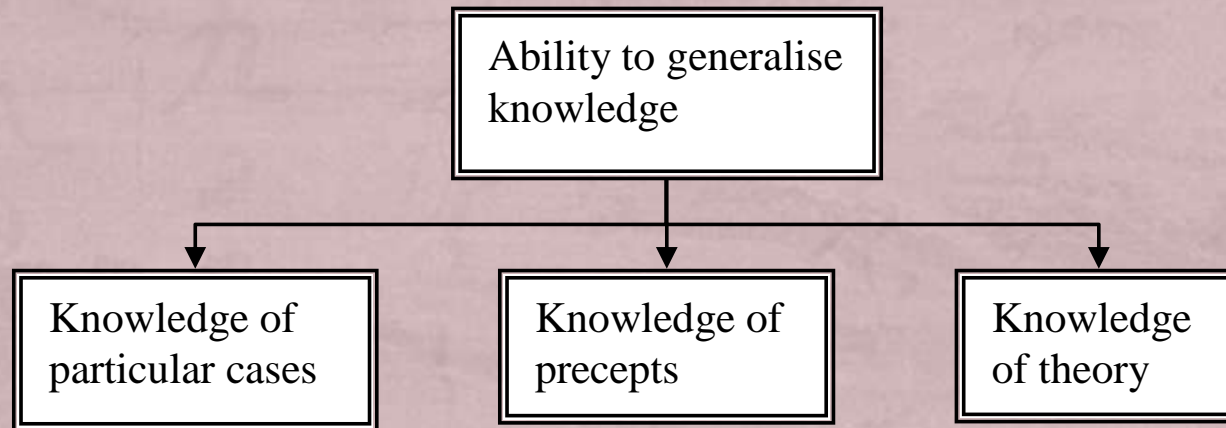 Ability to generalise
knowledge
Knowledge of
particular cases
Knowledge of
precepts
Knowledge
of theory